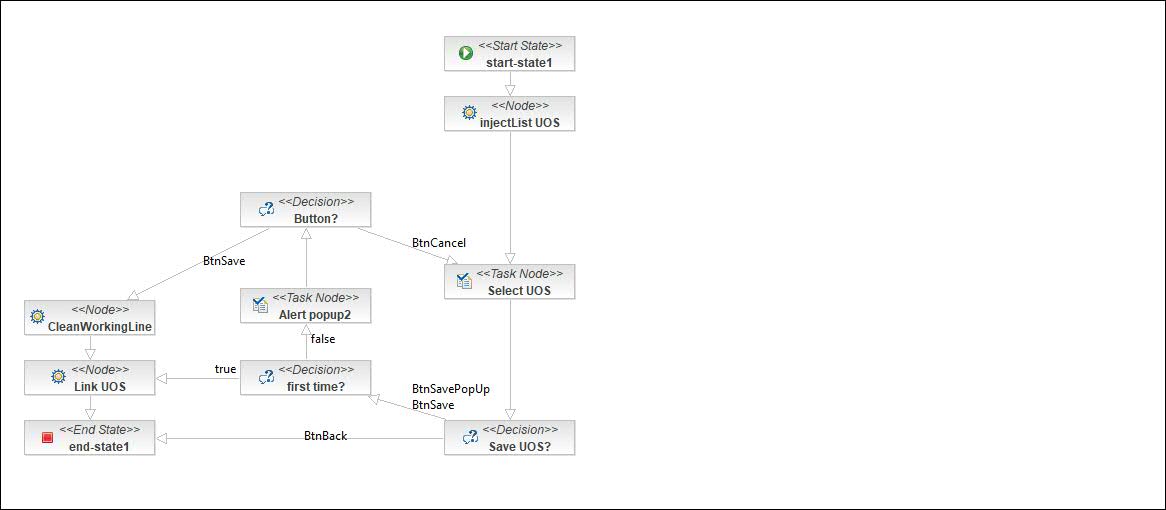 <<Start State>>
start-state1
<<Node>>
injectList UOS
<<Decision>>
Button?
BtnCancel
BtnSave
<<Task Node>>
Select UOS
<<Task Node>>
Alert popup2
<<Node>>
CleanWorkingLine
false
<<Node>>
Link UOS
true
<<Decision>>
first time?
BtnSavePopUp
BtnSave
<<End State>>
end-state1
BtnBack
<<Decision>>
Save UOS?